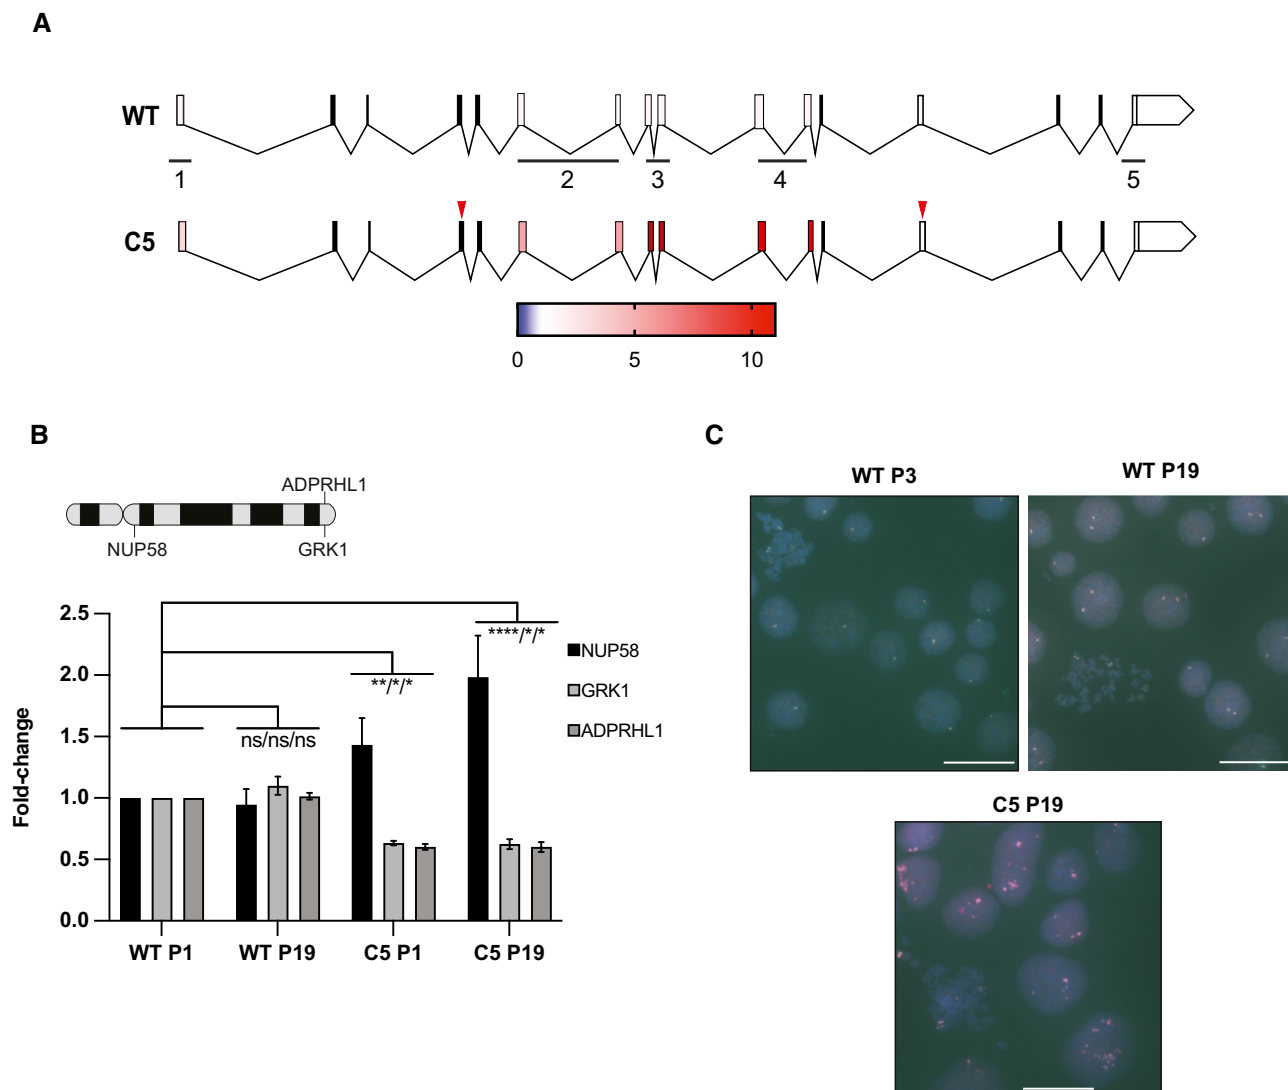 A
WT
1 2 3 4 5
C5
0 5 10
B
ADPRHL1
NUP58 GRK1
2.5
2.0
1.5
1.0
0.5
0.0
Fold-change
****/*/*
**/*/*
ns/ns/ns
NUP58
GRK1
ADPRHL1
WT P1 WT P19 C5 P1 C5 P19
C
WT P3 WT P19
C5 P19